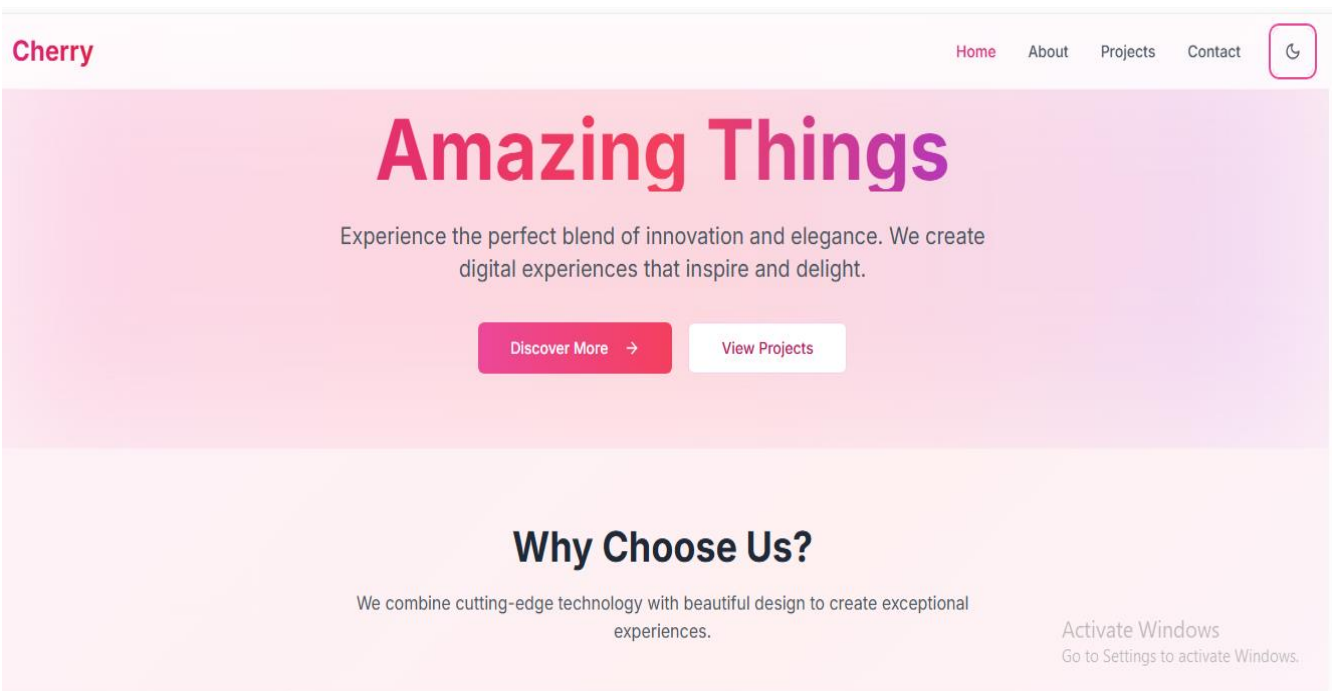 Cherry
Home About Projects Contact
Amazing Things
Experience the perfect blend of innovation and elegance. We create
digital experiences that inspire and delight.
Discover More → View Projects
Why Choose Us?
We combine cutting-edge technology with beautiful design to create exceptional
experiences.
Activate Windows
Go to Settings to activate Windows.